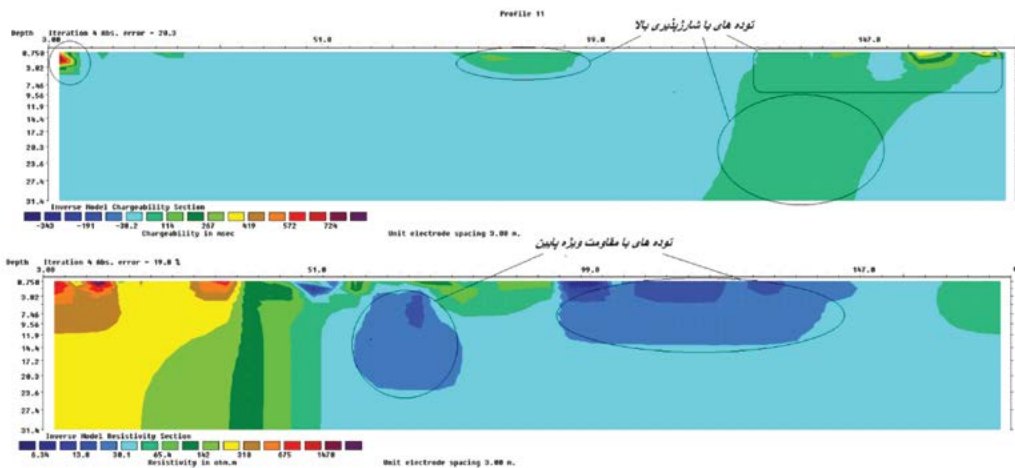 Profile 11
Depth Iteration 4 Abs. error - 20.3
توده های با شارژپذیری بالا
3.00 51.0 99.0 147.0
0.750
3.02
7.46
9.56
11.9
14.4
17.2
20.3
23.6
27.4
31.4
Inverse Model Chargeability Section
-343 -191 -38.2 114 267 419 572 724
Chargeability in msec
Unit electrode spacing 3.00 m.
توده های با مقاومت ویژه پایین
Depth Iteration 4 Abs. error - 19.0 %
3.00 51.0 99.0 147.0
0.750
3.02
7.46
9.56
11.9
14.4
17.2
20.3
23.6
27.4
31.4
Inverse Model Resistivity Section
6.34 13.8 30.1 65.4 142 310 675 1470
Resistivity in ohm.m
Unit electrode spacing 3.00 m.